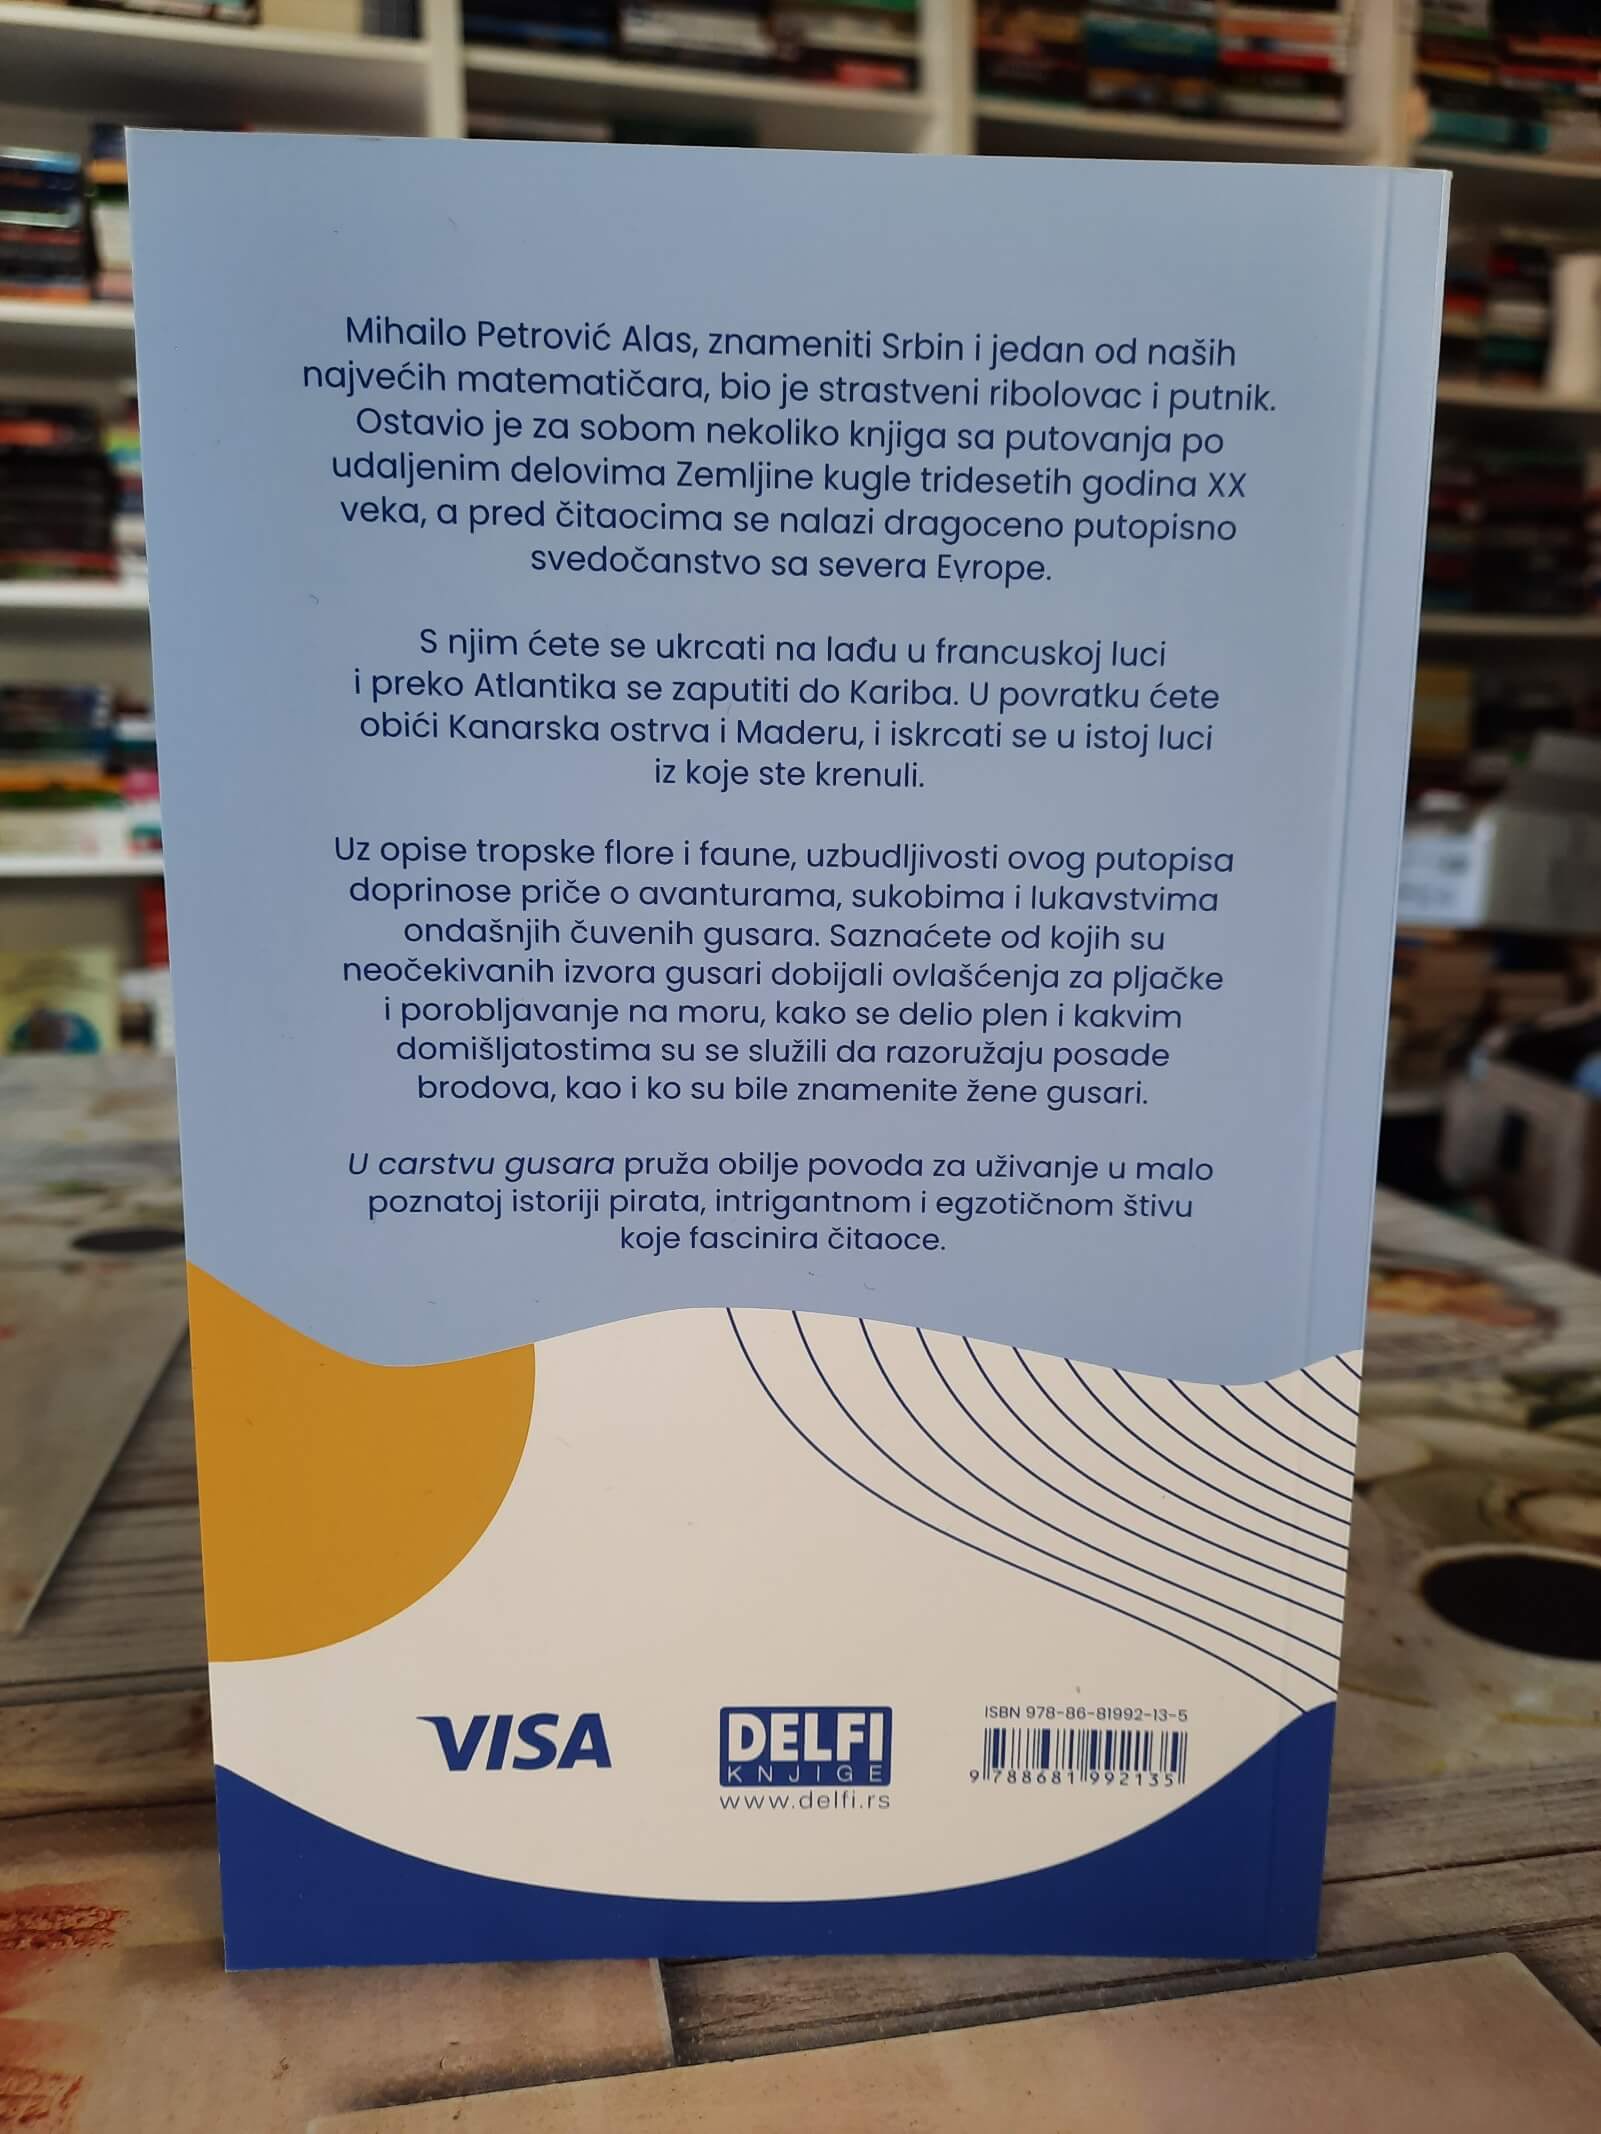 Mihailo Petrović Alas, znameniti Srbin i jedan od naših
najvećih matematičara, bio je strastveni ribolovac i putnik.
Ostavio je za sobom nekoliko knjiga sa putovanja po
udaljenim delovima Zemljine kugle tridesetih godina XX
veka, a pred čitaocima se nalazi dragoceno putopisno
svedočanstvo sa severa Evrope.
S njim ćete se ukrcati na lađu u francuskoj luci
i preko Atlantika se zaputiti do Kariba. U povratku ćete
obići Kanarska ostrva i Maderu, i iskrcati se u istoj luci
iz koje ste krenuli.
Uz opise tropske flore i faune, uzbudljivosti ovog putopisa
doprinose priče o avanturama, sukobima i lukavstvima
ondašnjih čuvenih gusara. Saznaćete od kojih su
neočekivanih izvora gusari dobijali ovlašćenja za pljačke
i porobljavanje na moru, kako se delio plen i kakvim
domišljatostima su se služili da razoružaju posade
brodova, kao i ko su bile znamenite žene gusari.
U carstvu gusara pruža obilje povoda za uživanje u malo
poznatoj istoriji pirata, intrigantnom i egzotičnom štivu
koje fascinira čitaoce.
VISA
DELFI
KNJIGE
www.delfi.rs
ISBN 978-86-81992-13-5
9 788681 992135